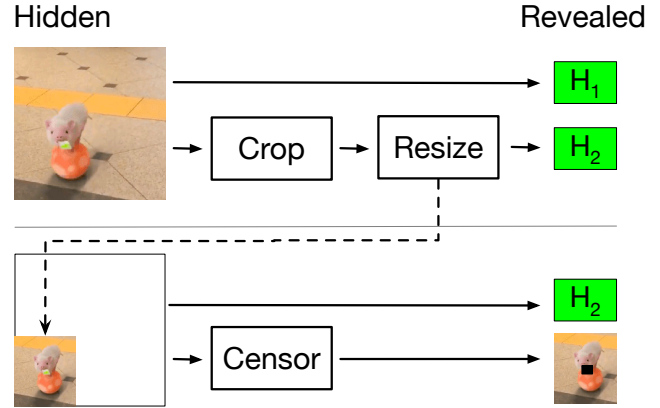 Hidden
Revealed
H₁
Crop
Resize
H₂
H₂
Censor